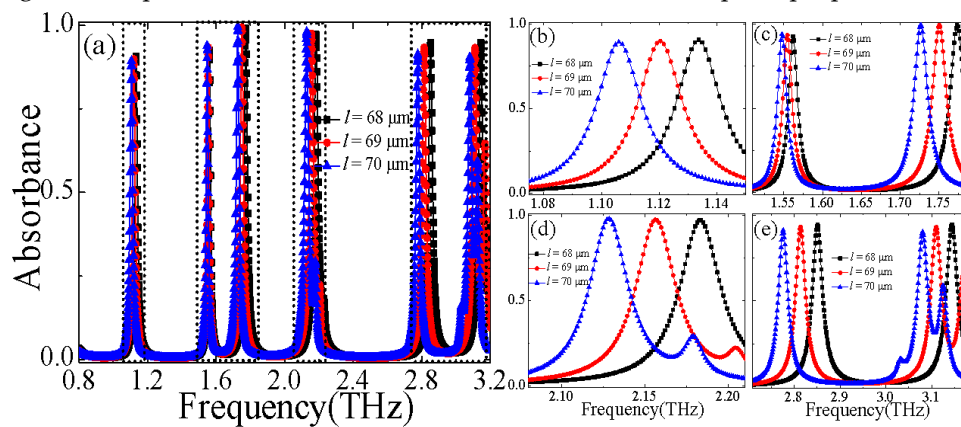 (a)
l = 68 μm
l = 69 μm
l = 70 μm
Absorbance
1.0
0.5
0.0
0.8 1.2 1.6 2.0 2.4 2.8 3.2
Frequency(THz)
(b)
l = 68 μm
l = 69 μm
l = 70 μm
1.0
0.5
0.0
1.08 1.10 1.12 1.14
(c)
l = 68 μm
l = 69 μm
l = 70 μm
1.55 1.60 1.65 1.70 1.75
(d)
l = 68 μm
l = 69 μm
l = 70 μm
1.0
0.5
0.0
2.10 2.15 2.20
Frequency(THz)
(e)
l = 68 μm
l = 69 μm
l = 70 μm
2.8 2.9 3.0 3.1
Frequency(THz)